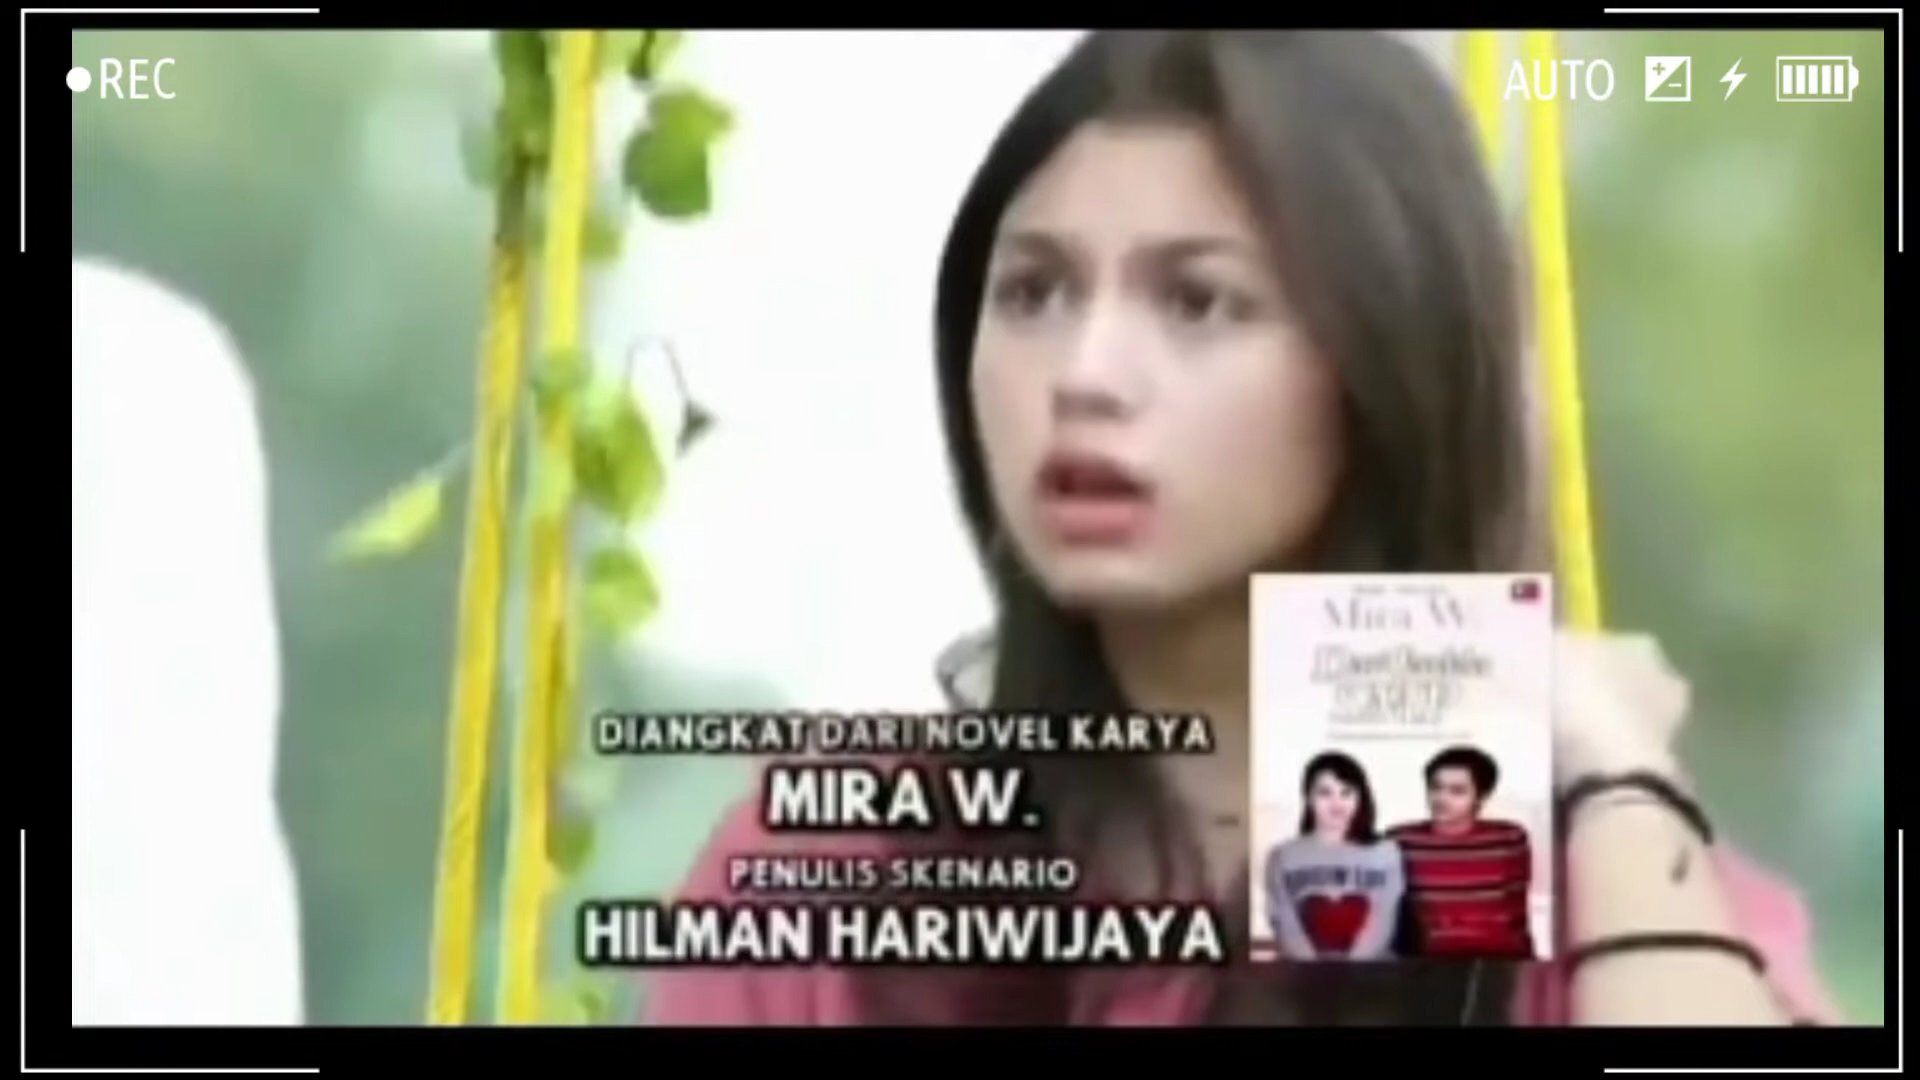 REC
AUTO
Mira W.
DIANGKAT DARI NOVEL KARYA
MIRA W.
PENULIS SKENARIO
HILMAN HARIWIJAYA